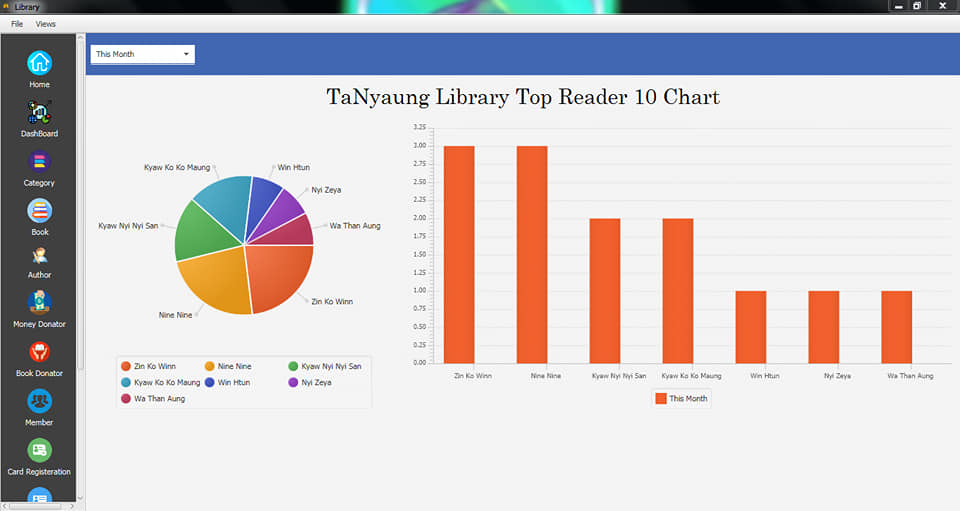 Library
File Views
This Month
Home
DashBoard
Category
Book
Author
Money Donator
Book Donator
Member
Card Registeration
TaNyaung Library Top Reader 10 Chart
Kyaw Ko Ko Maung
Win Htun
Nyi Zeya
Kyaw Nyi Nyi San
Wa Than Aung
Zin Ko Winn
Nine Nine
Zin Ko Winn Nine Nine Kyaw Nyi Nyi San
Kyaw Ko Ko Maung Win Htun Nyi Zeya
Wa Than Aung
3.25
3.00
2.75
2.50
2.25
2.00
1.75
1.50
1.25
1.00
0.75
0.50
0.25
0.00
Zin Ko Winn Nine Nine Kyaw Nyi Nyi San Kyaw Ko Ko Maung Win Htun Nyi Zeya Wa Than Aung
This Month